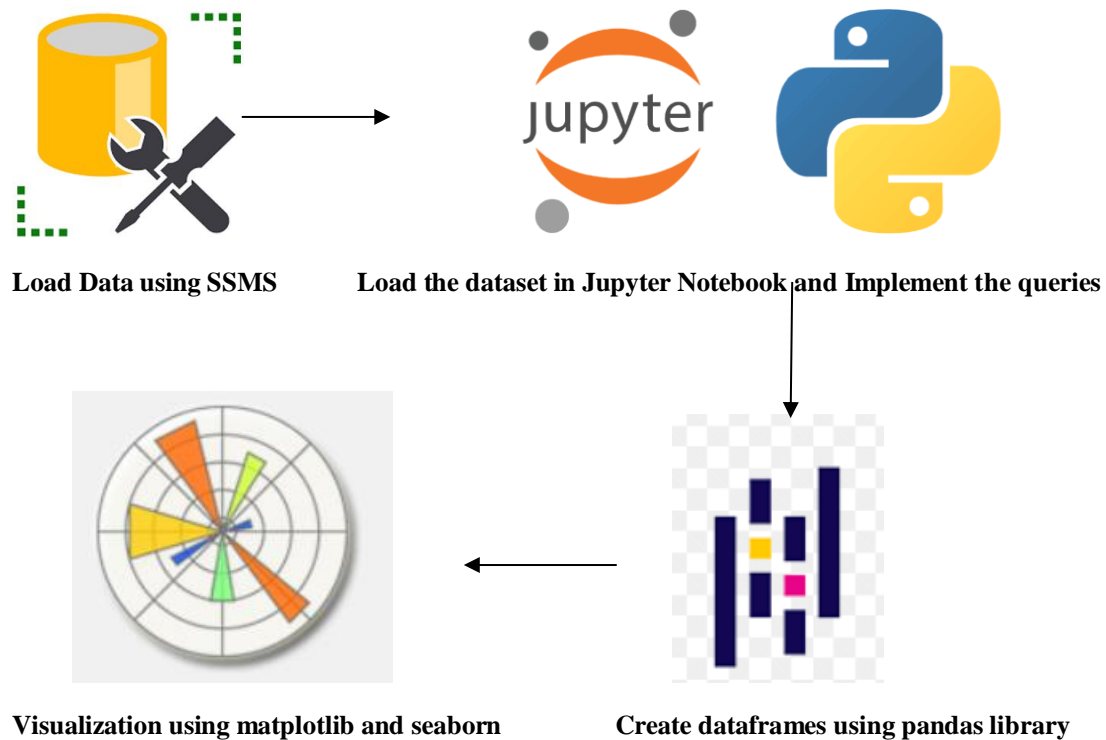 jupyter
Load Data using SSMS
Load the dataset in Jupyter Notebook and Implement the queries
Visualization using matplotlib and seaborn
Create dataframes using pandas library